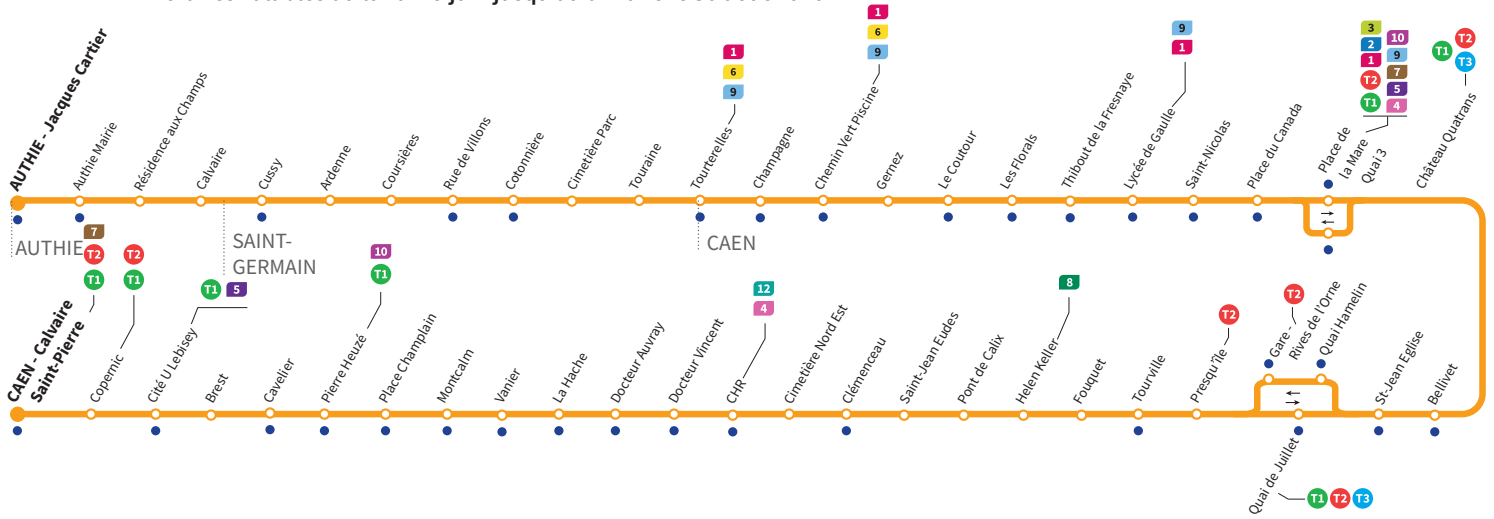 1
6
9
1
6
9
9
1
3
2
1
T2
T1
10
9
7
5
4
T1
T2
T3
AUTHIE - Jacques Cartier
Authie Mairie
Résidence aux Champs
Calvaire
Cussy
Ardenne
Coursières
Rue de Villons
Cotonnière
Cimetière Parc
Touraine
Tourterelles
Champagne
Chemin Vert Piscine
Gernez
Le Coutour
Les Florals
Thibout de la Fresnaye
Lycée de Gaulle
Saint-Nicolas
Place du Canada
Place de
la Mare
Quai 3
Château Quatrans
AUTHIE
SAINT-
GERMAIN
CAEN
7
T2
T1
T2
T1
T1
5
10
T1
12
4
8
T2
T2
CAEN - Calvaire
Saint-Pierre
Copernic
Cité U Lebisey
Brest
Cavelier
Pierre Heuzé
Place Champlain
Montcalm
Vanier
La Hache
Docteur Auvray
Docteur Vincent
CHR
Cimetière Nord Est
Clémenceau
Saint-Jean Eudes
Pont de Calix
Helen Keller
Fouquet
Tourville
Presqu'île
Gare -
Rives de l'Orne
Quai Hamelin
St-Jean Eglise
Bellivet
Quai de Juillet
T1
T2
T3